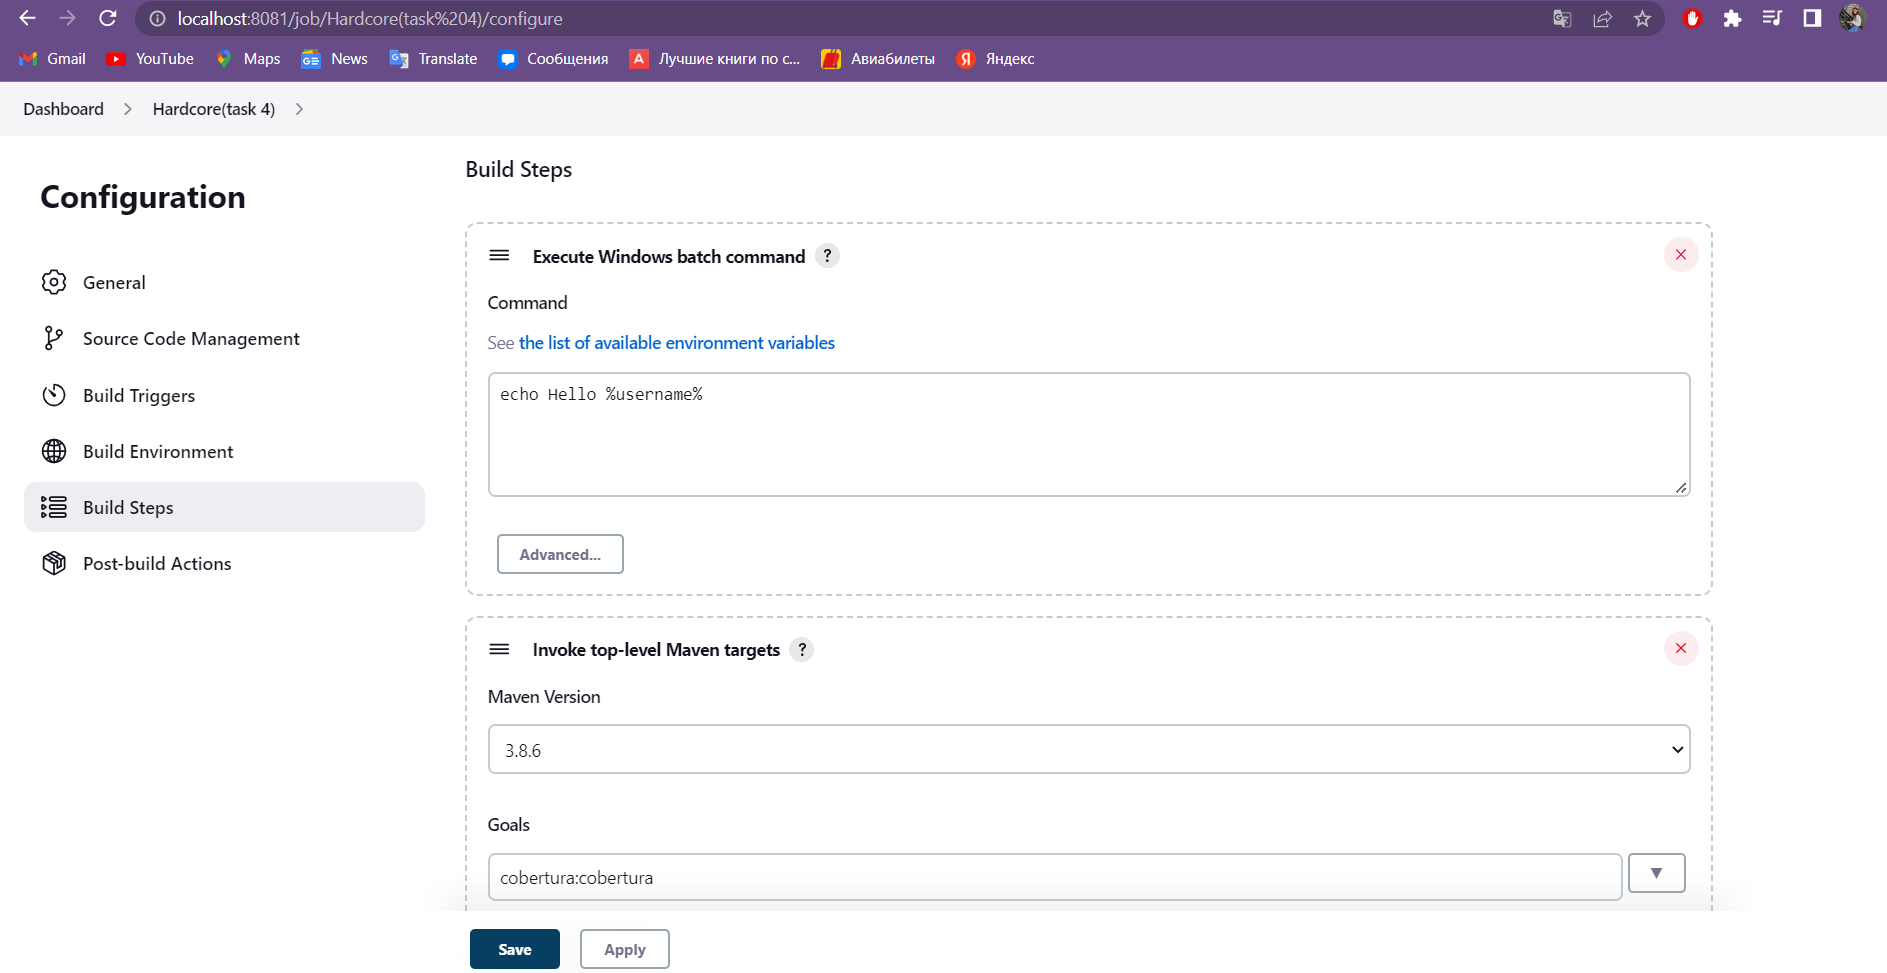 localhost:8081/job/Hardcore(task%204)/configure
Gmail YouTube Maps News Translate Сообщения Лучшие книги по с... Авиабилеты Яндекс
Dashboard Hardcore(task 4)
Configuration
General
Source Code Management
Build Triggers
Build Environment
Build Steps
Post-build Actions
Build Steps
Execute Windows batch command ?
Command
See the list of available environment variables
echo Hello %username%
Advanced...
Invoke top-level Maven targets ?
Maven Version
3.8.6
Goals
cobertura:cobertura
Save Apply